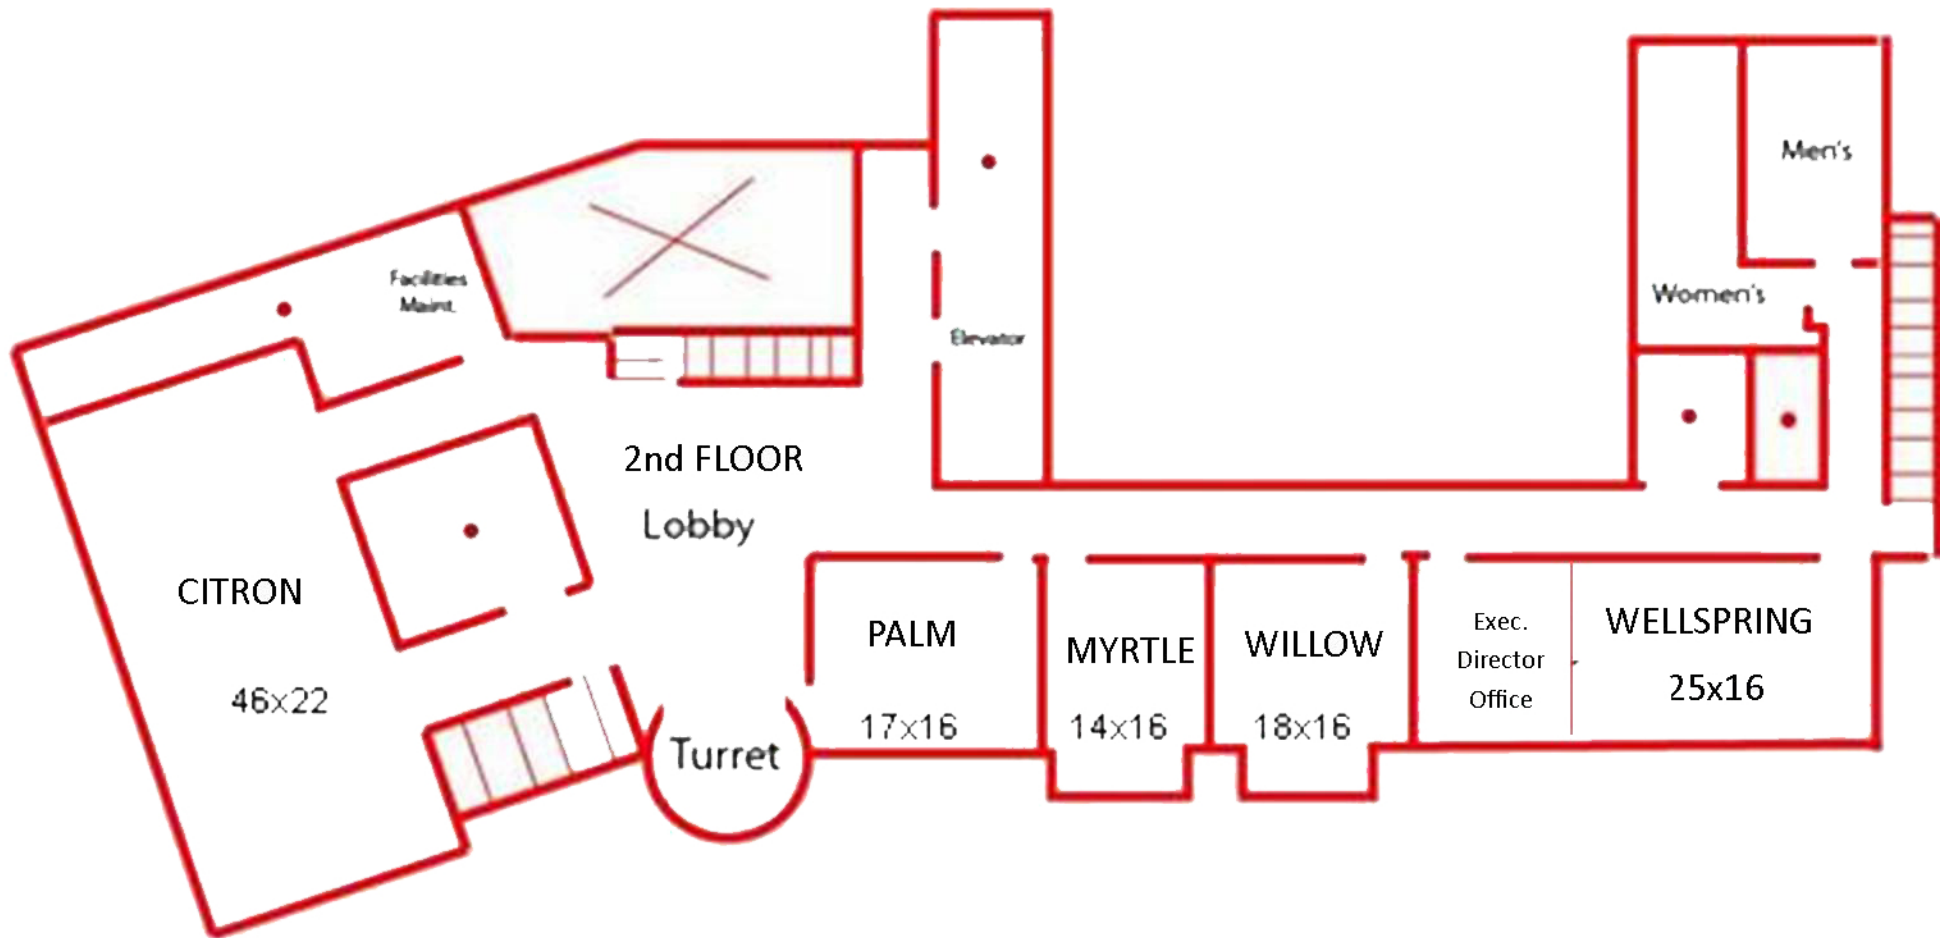 Men's
Facilities
Maint.
Women's
Elevator
2nd FLOOR
Lobby
CITRON
46x22
PALM
17x16
MYRTLE
14x16
WILLOW
18x16
Exec.
Director
Office
WELLSPRING
25x16
Turret